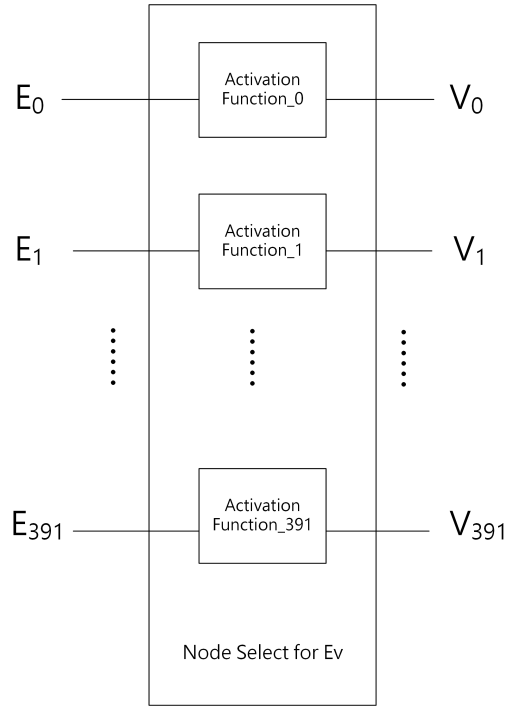 Activation
E₀ Function_0 V₀
Activation
E₁ Function_1 V₁
Activation
E₃₉₁ Function_391 V₃₉₁
Node Select for Ev